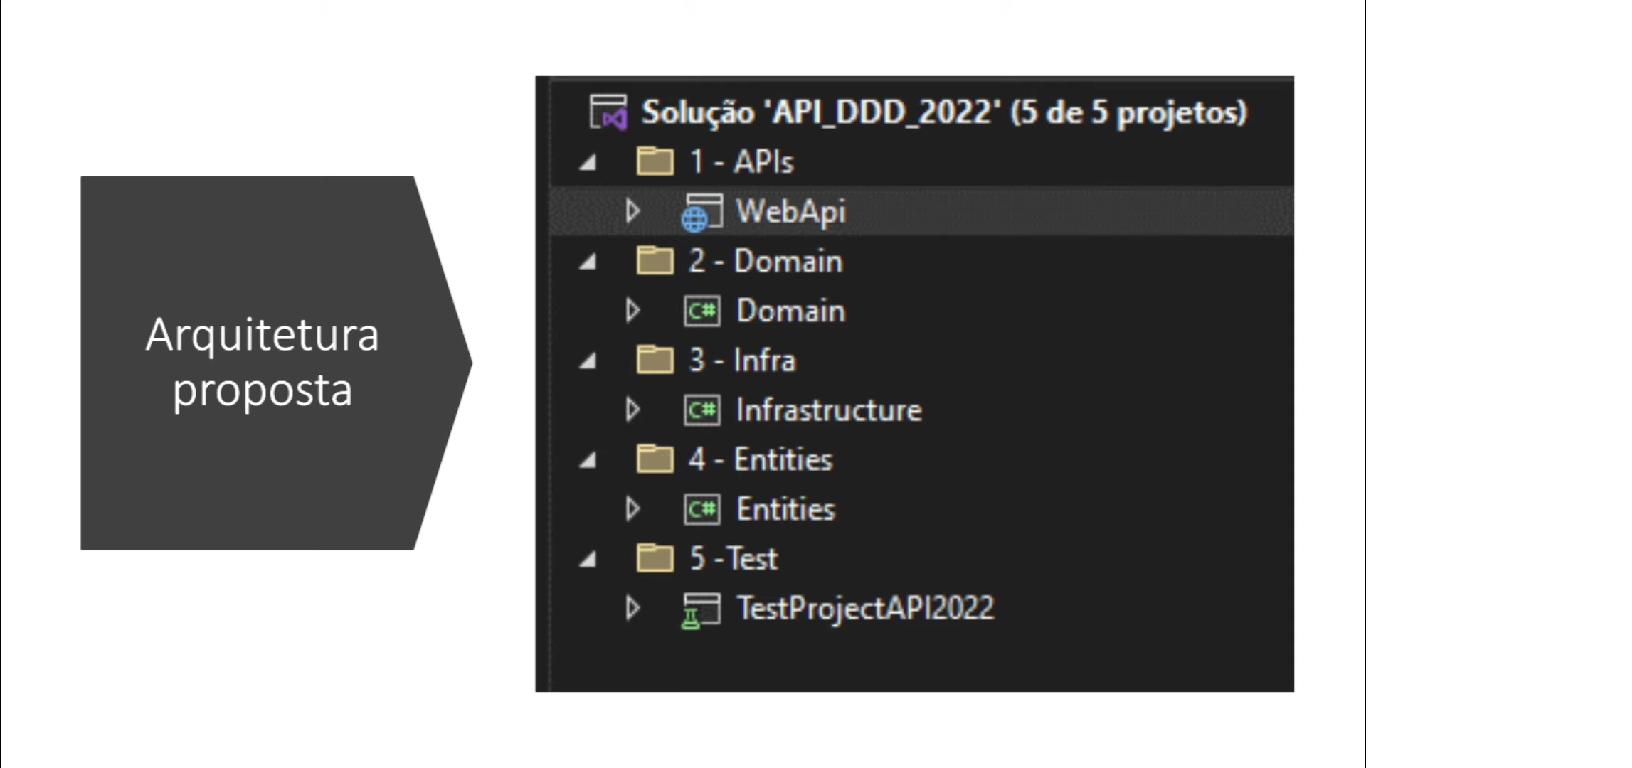 Arquitetura
proposta
Solução 'API_DDD_2022' (5 de 5 projetos)
1 - APIs
WebApi
2 - Domain
C# Domain
3 - Infra
C# Infrastructure
4 - Entities
C# Entities
5 -Test
TestProjectAPI2022